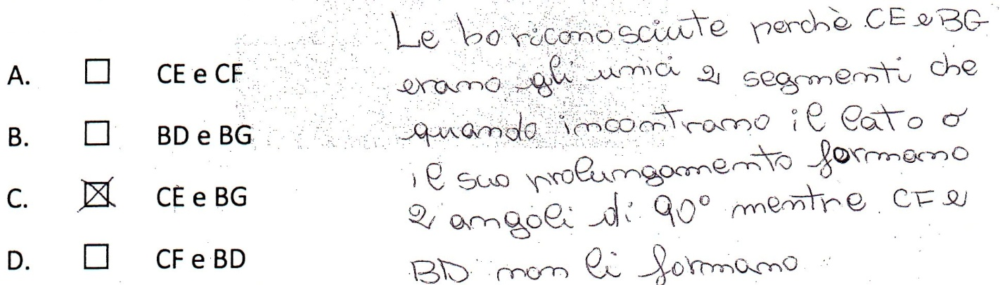 A. CE e CF
B. BD e BG
C. CE e BG
D. CF e BD
Le ho riconosciute perchè CE e BG
erano gli unici 2 segmenti che
quando incontrano il lato o
il suo prolungamento formano
2 angoli di 90° mentre CF e
BD non li formano